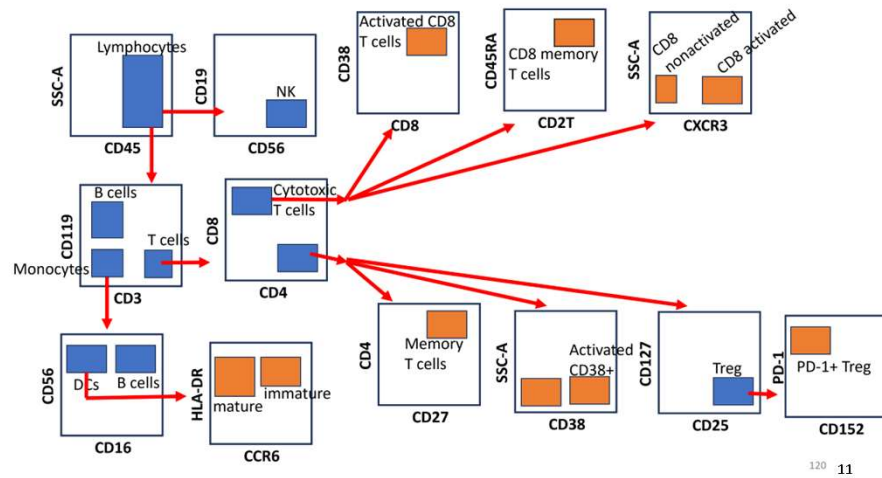 Lymphocytes
SSC-A
CD45
CD19
NK
CD56
Activated CD8
T cells
CD38
CD8
CD45RA
CD8 memory
T cells
CD2T
SSC-A
CD8
nonactivated
CD8 activated
CXCR3
B cells
CD119
T cells
Monocytes
CD3
CD8
Cytotoxic
T cells
CD4
CD56
DCs
B cells
CD16
HLA-DR
mature
immature
CCR6
CD4
Memory
T cells
CD27
SSC-A
Activated
CD38+
CD38
CD127
Treg
CD25
PD-1
PD-1+ Treg
CD152
120
11